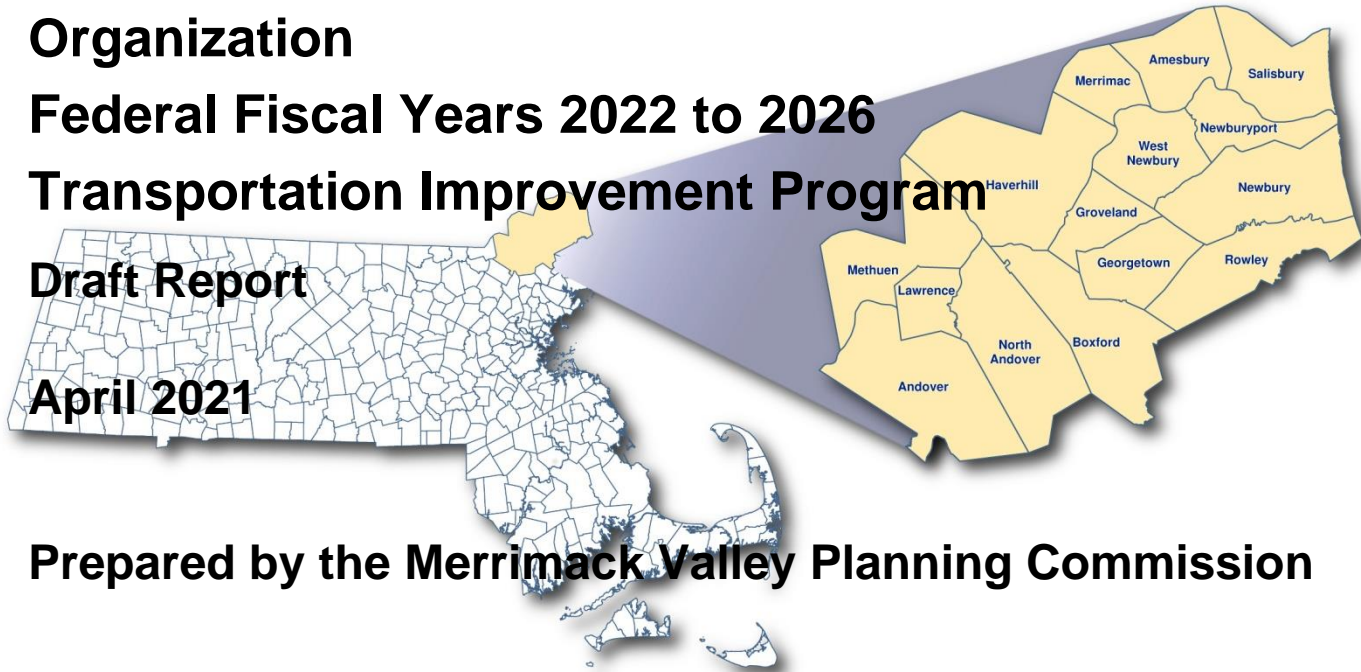 Organization
Federal Fiscal Years 2022 to 2026
Transportation Improvement Program
Draft Report
April 2021
Prepared by the Merrimack Valley Planning Commission
Amesbury
Merrimac
Salisbury
Newburyport
West
Newbury
Haverhill
Newbury
Groveland
Georgetown
Rowley
Methuen
Lawrence
North
Andover
Boxford
Andover